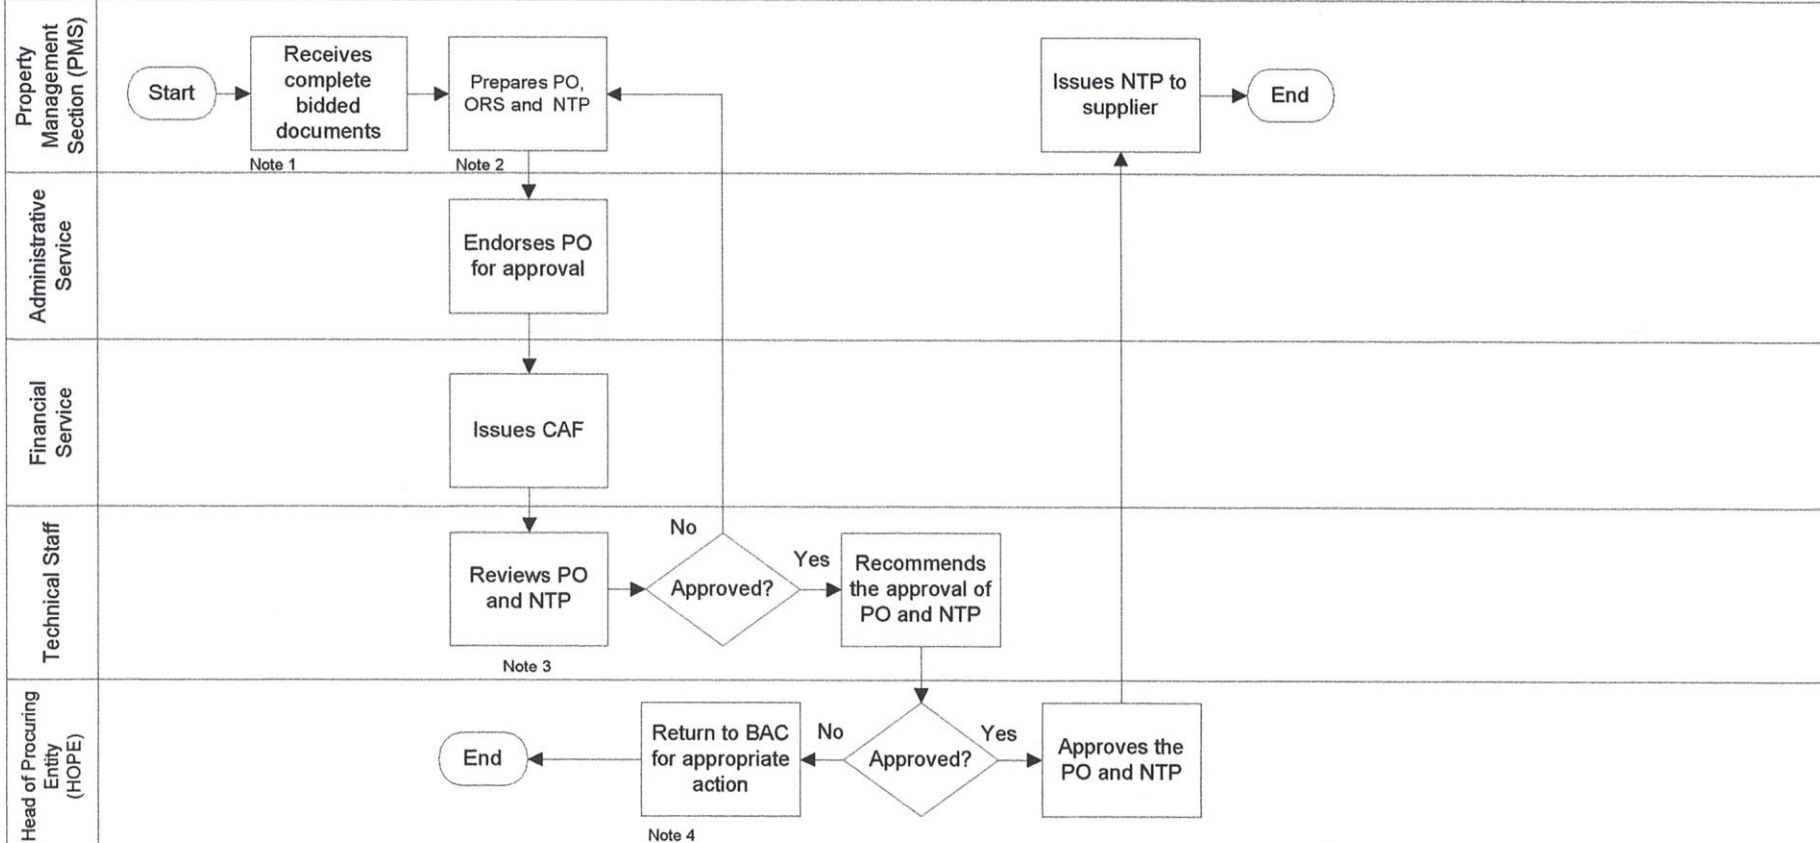 Property
Management
Section (PMS)
Start
Receives
complete
bidded
documents
Note 1
Prepares PO,
ORS and NTP
Note 2
Issues NTP to
supplier
End
Administrative
Service
Endorses PO
for approval
Financial
Service
Issues CAF
Technical Staff
Reviews PO
and NTP
Note 3
No
Approved?
Yes
Recommends
the approval of
PO and NTP
Head of Procuring
Entity
(HOPE)
End
Return to BAC
for appropriate
action
Note 4
No
Approved?
Yes
Approves the
PO and NTP